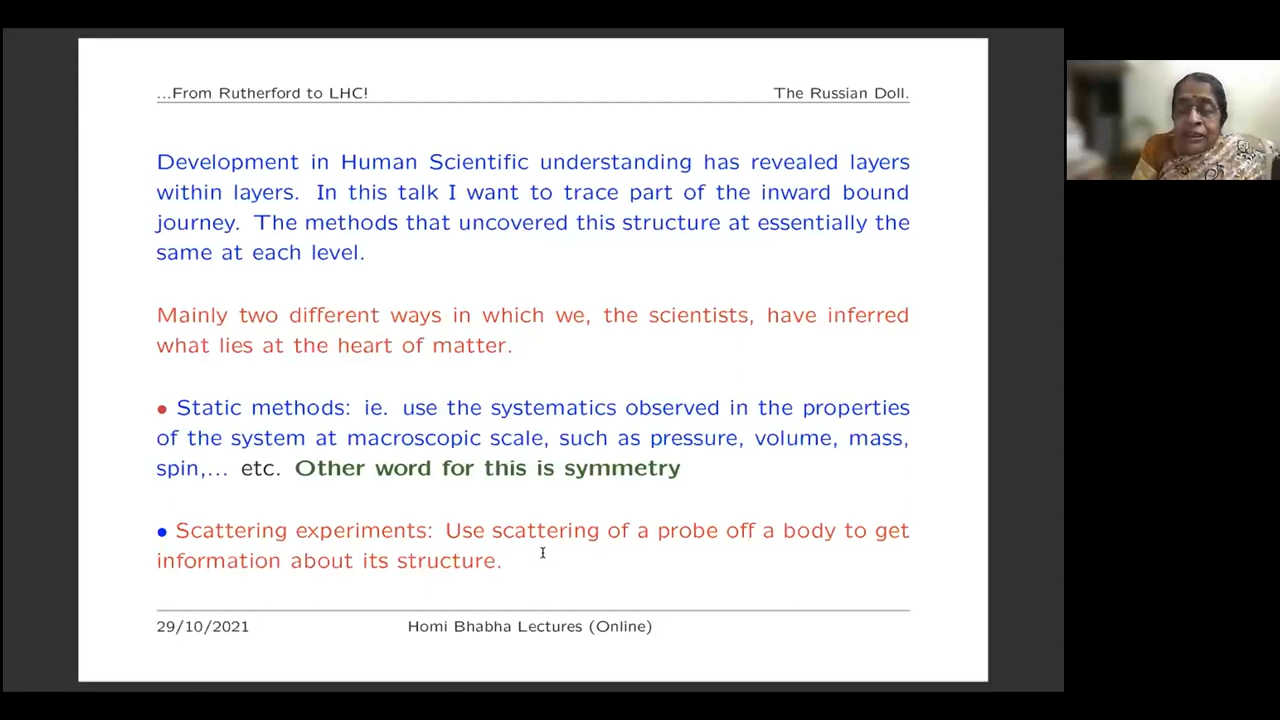 ...From Rutherford to LHC! The Russian Doll.
Development in Human Scientific understanding has revealed layers
within layers. In this talk I want to trace part of the inward bound
journey. The methods that uncovered this structure at essentially the
same at each level.
Mainly two different ways in which we, the scientists, have inferred
what lies at the heart of matter.
• Static methods: ie. use the systematics observed in the properties
of the system at macroscopic scale, such as pressure, volume, mass,
spin,... etc. Other word for this is symmetry
• Scattering experiments: Use scattering of a probe off a body to get
information about its structure.
29/10/2021 Homi Bhabha Lectures (Online)